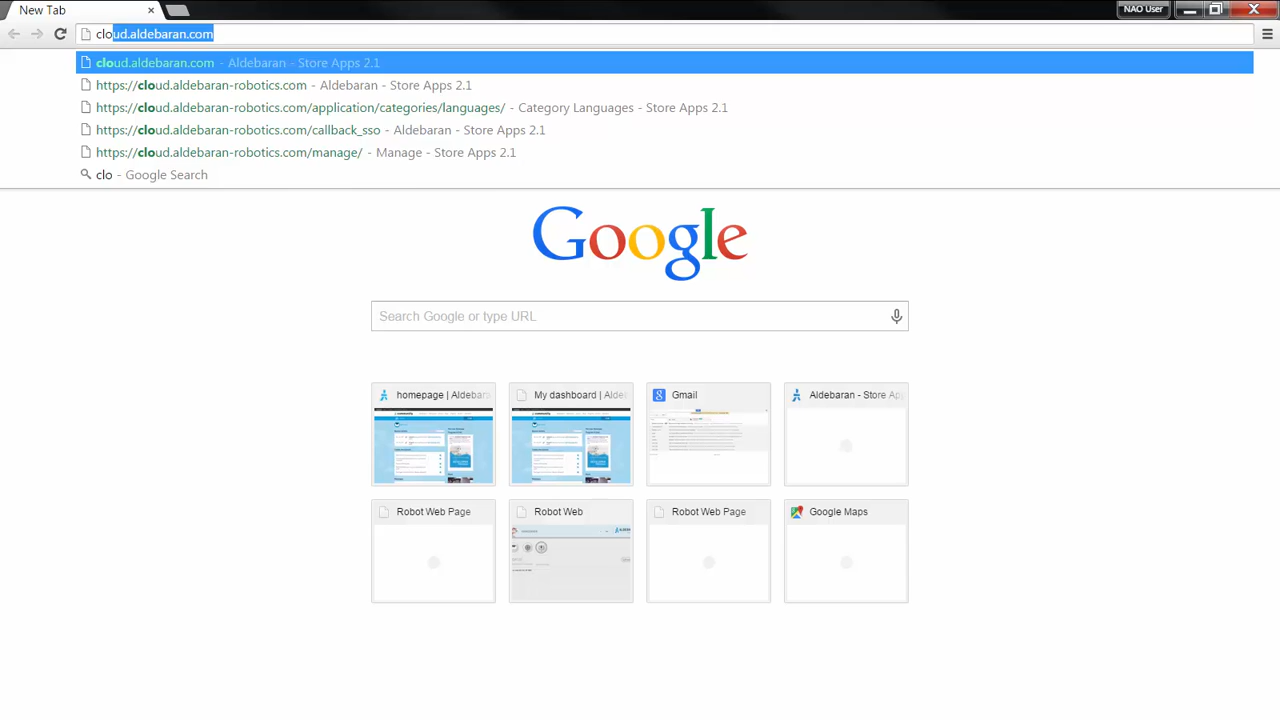 New Tab
NAO User
cloud.aldebaran.com
cloud.aldebaran.com - Aldebaran - Store Apps 2.1
https://cloud.aldebaran-robotics.com - Aldebaran - Store Apps 2.1
https://cloud.aldebaran-robotics.com/application/categories/languages/ - Category Languages - Store Apps 2.1
https://cloud.aldebaran-robotics.com/callback_sso - Aldebaran - Store Apps 2.1
https://cloud.aldebaran-robotics.com/manage/ - Manage - Store Apps 2.1
clo - Google Search
Google
Search Google or type URL
homepage | Aldebara
My dashboard | Alde
Gmail
Aldebaran - Store Ap
Robot Web Page
Robot Web
Robot Web Page
Google Maps